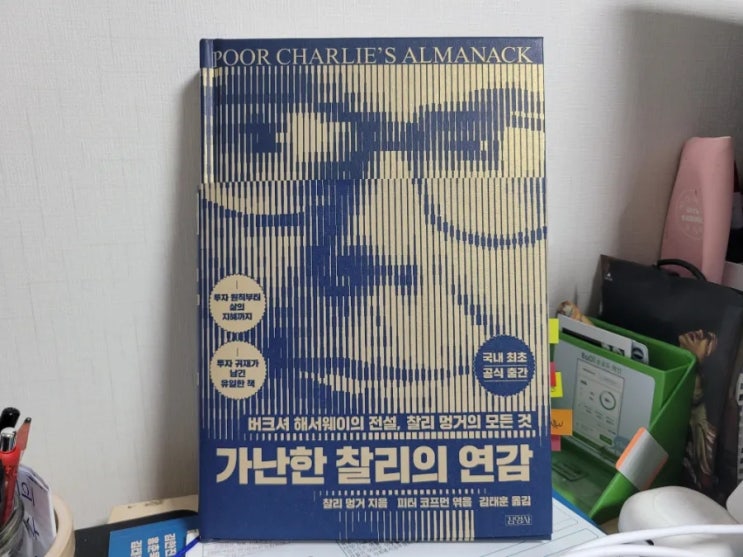 POOR CHARLIE'S ALMANACK
투자 원칙부터
삶의
지혜까지
투자 귀재가
남긴
유일한 책
국내 최초
공식 출간
버크셔 해서웨이의 전설, 찰리 멍거의 모든 것
가난한 찰리의 연감
찰리 멍거 지음 피터 코프먼 엮음 김태훈 옮김
김영사